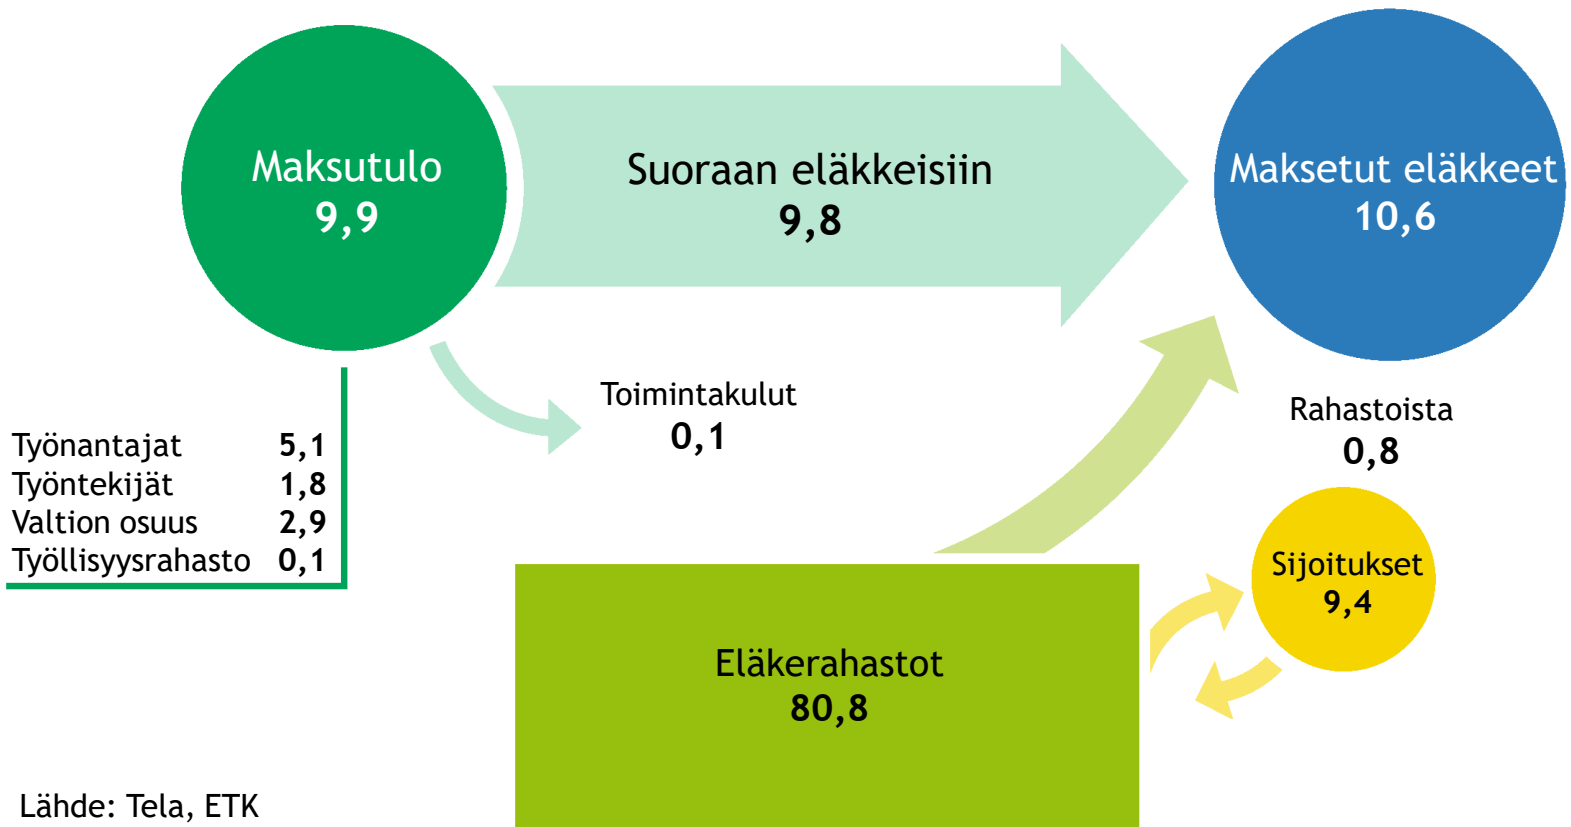 Maksutulo
9,9
Suoraan eläkkeisiin
9,8
Maksetut eläkkeet
10,6
Toimintakulut
0,1
Rahastoista
0,8
Työnantajat 5,1
Työntekijät 1,8
Valtion osuus 2,9
Työllisyysrahasto 0,1
Sijoitukset
9,4
Eläkerahastot
80,8
Lähde: Tela, ETK